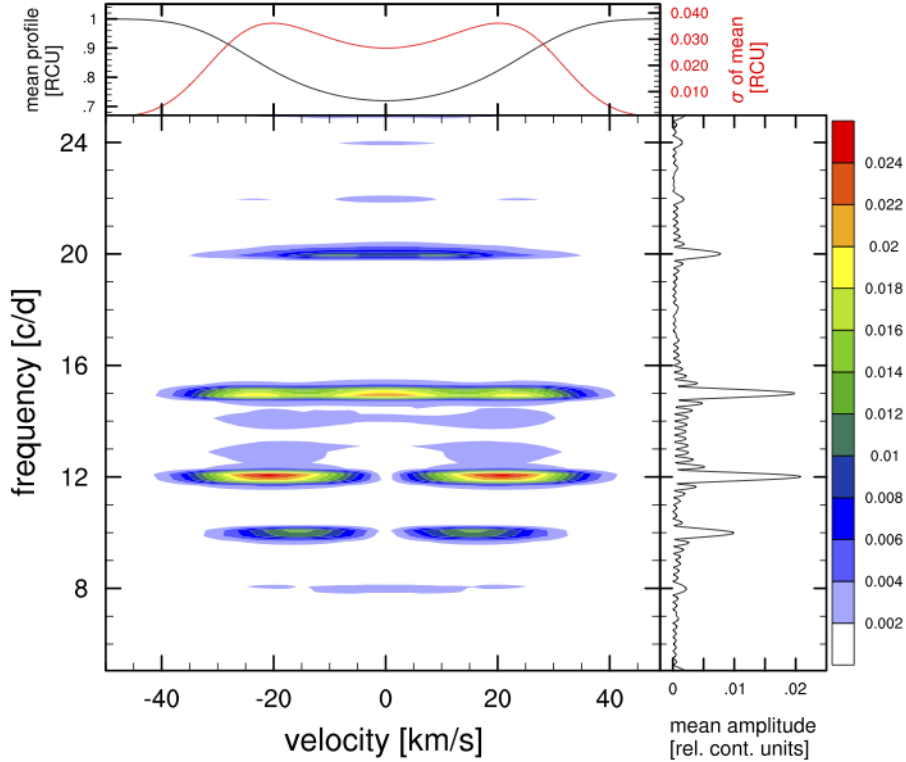 mean profile
[RCU]
1
.9
.8
.7
0.040
0.030
0.020
0.010
σ of mean
[RCU]
frequency [c/d]
24
20
16
12
8
-40 -20 0 20 40
velocity [km/s]
0 .01 .02
mean amplitude
[rel. cont. units]
0.024
0.022
0.02
0.018
0.016
0.014
0.012
0.01
0.008
0.006
0.004
0.002